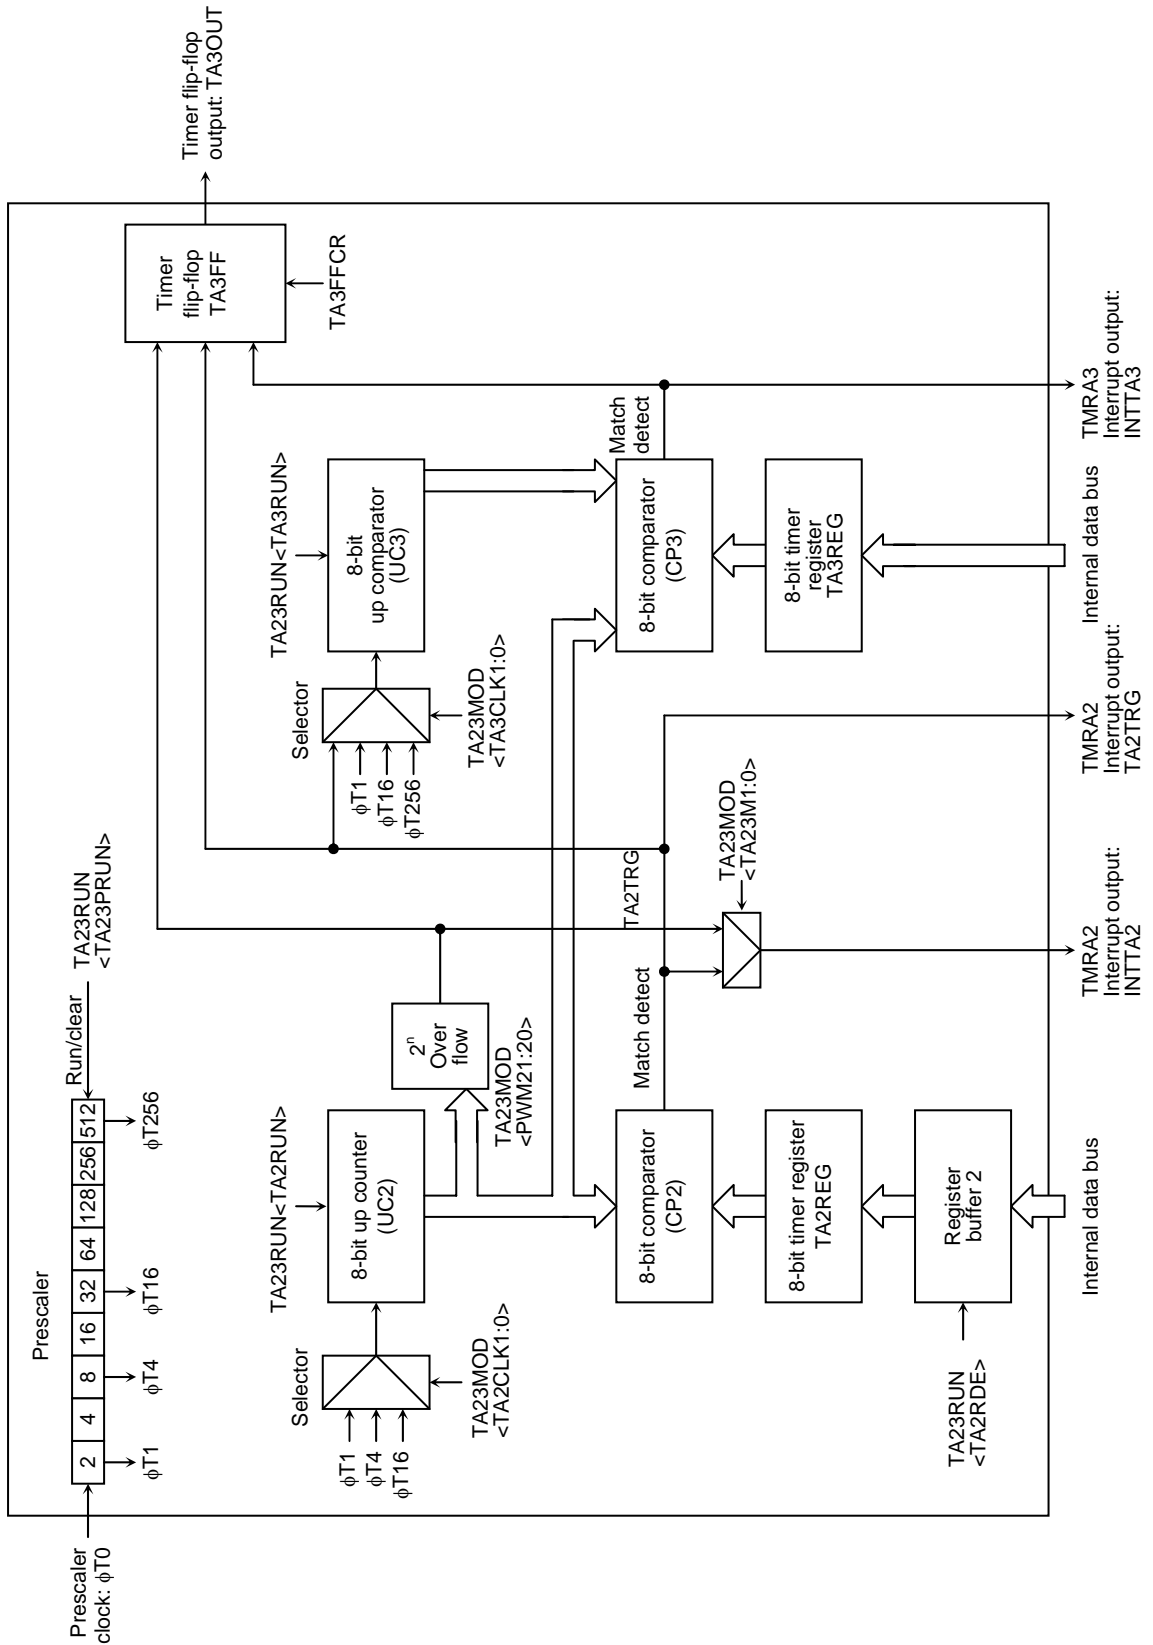 Prescaler
Prescaler
clock: ϕT0
2 4 8 16 32 64 128 256 512
Run/clear
TA23RUN
<TA23PRUN>
ϕT1
ϕT4
ϕT16
ϕT256
Timer flip-flop
output: TA3OUT
Timer
flip-flop
TA3FF
TA3FFCR
Selector
ϕT1
ϕT4
ϕT16
TA23MOD
<TA2CLK1:0>
TA23RUN<TA2RUN>
8-bit up counter
(UC2)
2ⁿ
Over
flow
TA23MOD
<PWM21:20>
Selector
ϕT1
ϕT16
ϕT256
TA23MOD
<TA3CLK1:0>
TA23RUN<TA3RUN>
8-bit
up comparator
(UC3)
8-bit comparator
(CP2)
Match detect
TA2TRG
8-bit comparator
(CP3)
Match
detect
TA23MOD
<TA23M1:0>
8-bit timer register
TA2REG
8-bit timer
register
TA3REG
TA23RUN
<TA2RDE>
Register
buffer 2
Internal data bus
TMRA2
Interrupt output:
INTTA2
TMRA2
Interrupt output:
TA2TRG
Internal data bus
TMRA3
Interrupt output:
INTTA3